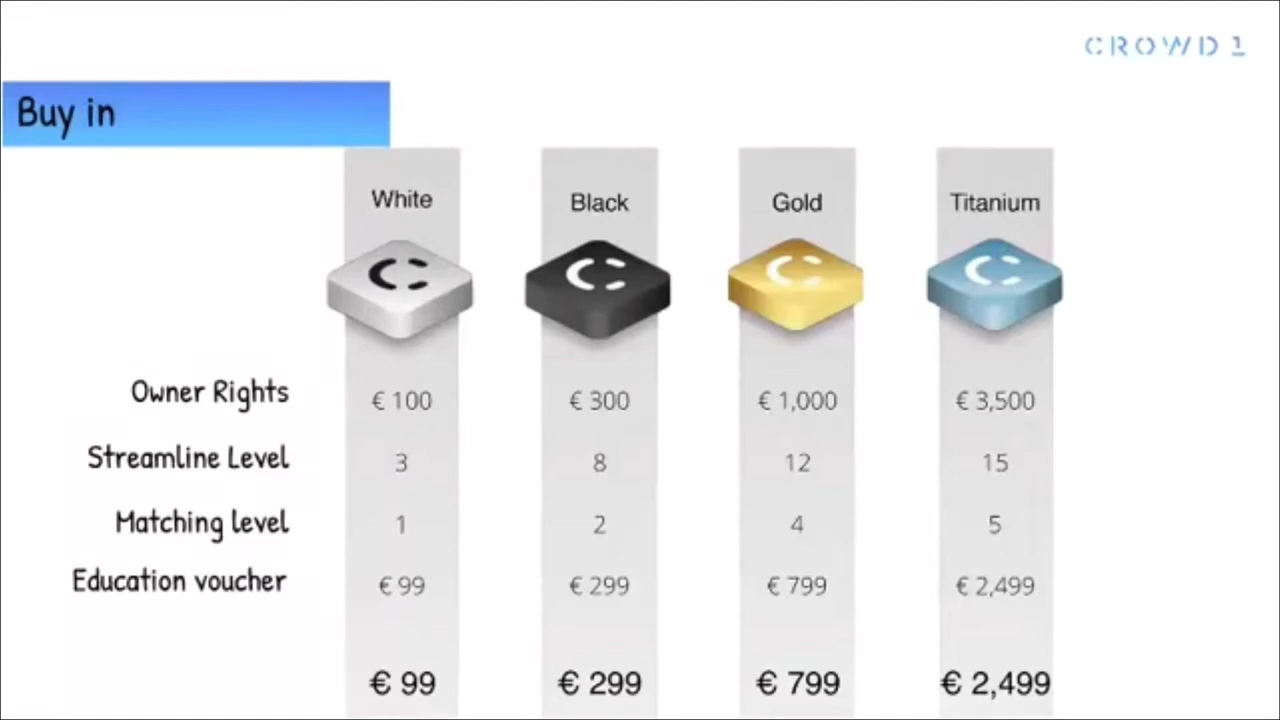 CROWD 1
Buy in
White Black Gold Titanium
Owner Rights € 100 € 300 € 1,000 € 3,500
Streamline Level 3 8 12 15
Matching level 1 2 4 5
Education voucher € 99 € 299 € 799 € 2,499
€ 99 € 299 € 799 € 2,499